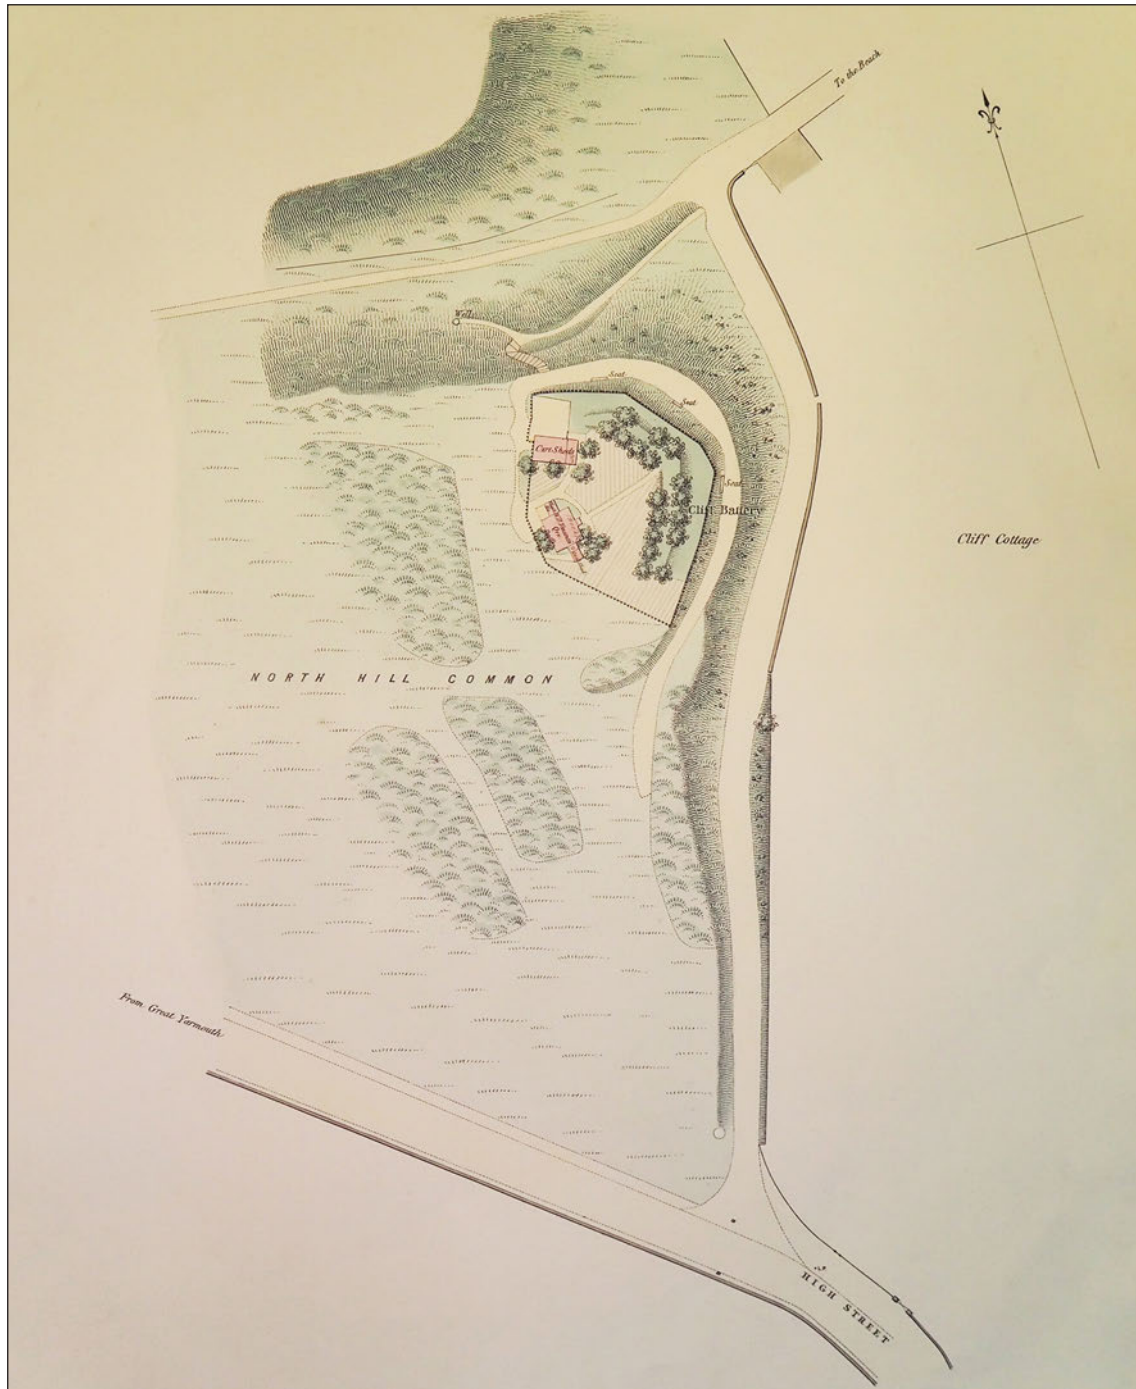 To the Beach
Well
Seat
Seat
Cart Sheds
Seat
Cliff Battery
Cliff Cottage
NORTH HILL COMMON
From Great Yarmouth
HIGH STREET